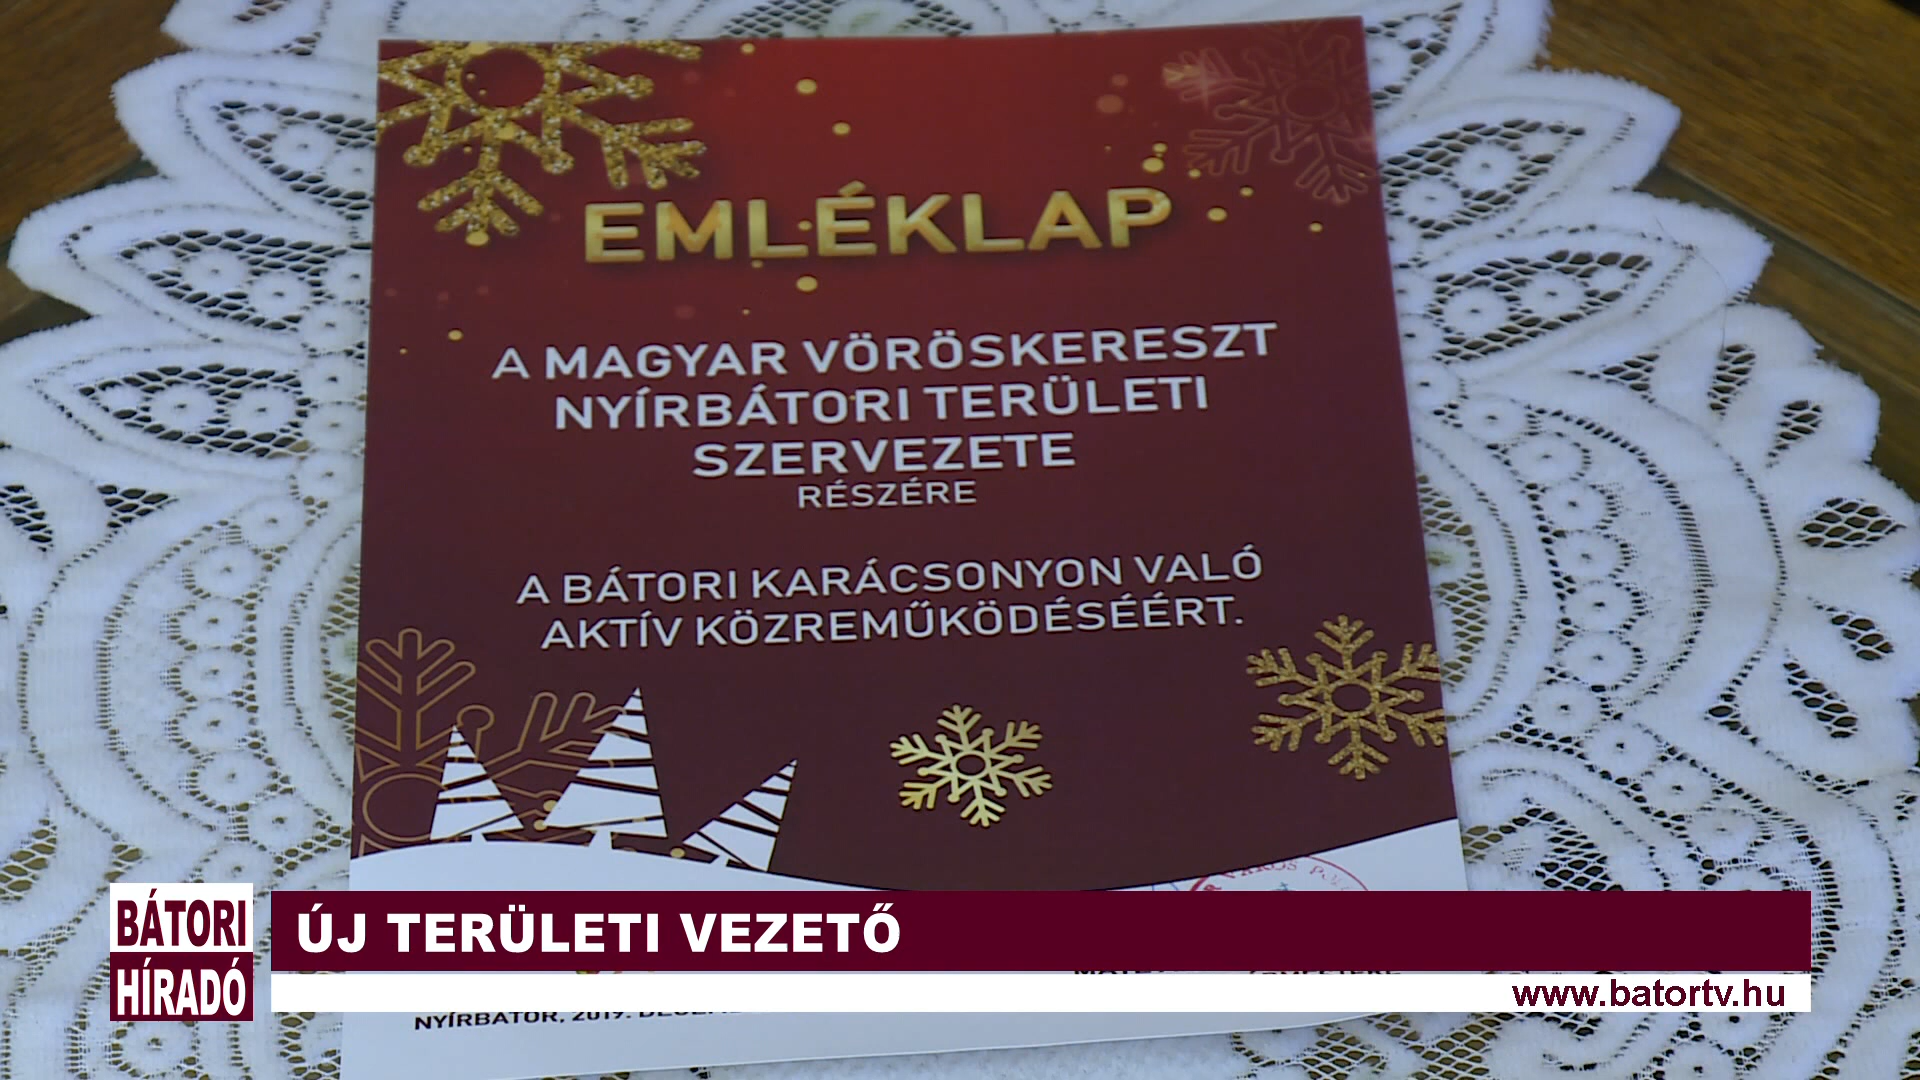 EMLÉKLAP
A MAGYAR VÖRÖSKERESZT
NYÍRBÁTORI TERÜLETI
SZERVEZETE
RÉSZÉRE
A BÁTORI KARÁCSONYON VALÓ
AKTÍV KÖZREMŰKÖDÉSÉÉRT.
BÁTORI
HÍRADÓ
ÚJ TERÜLETI VEZETŐ
www.batortv.hu
NYÍRBÁTOR, 2019.